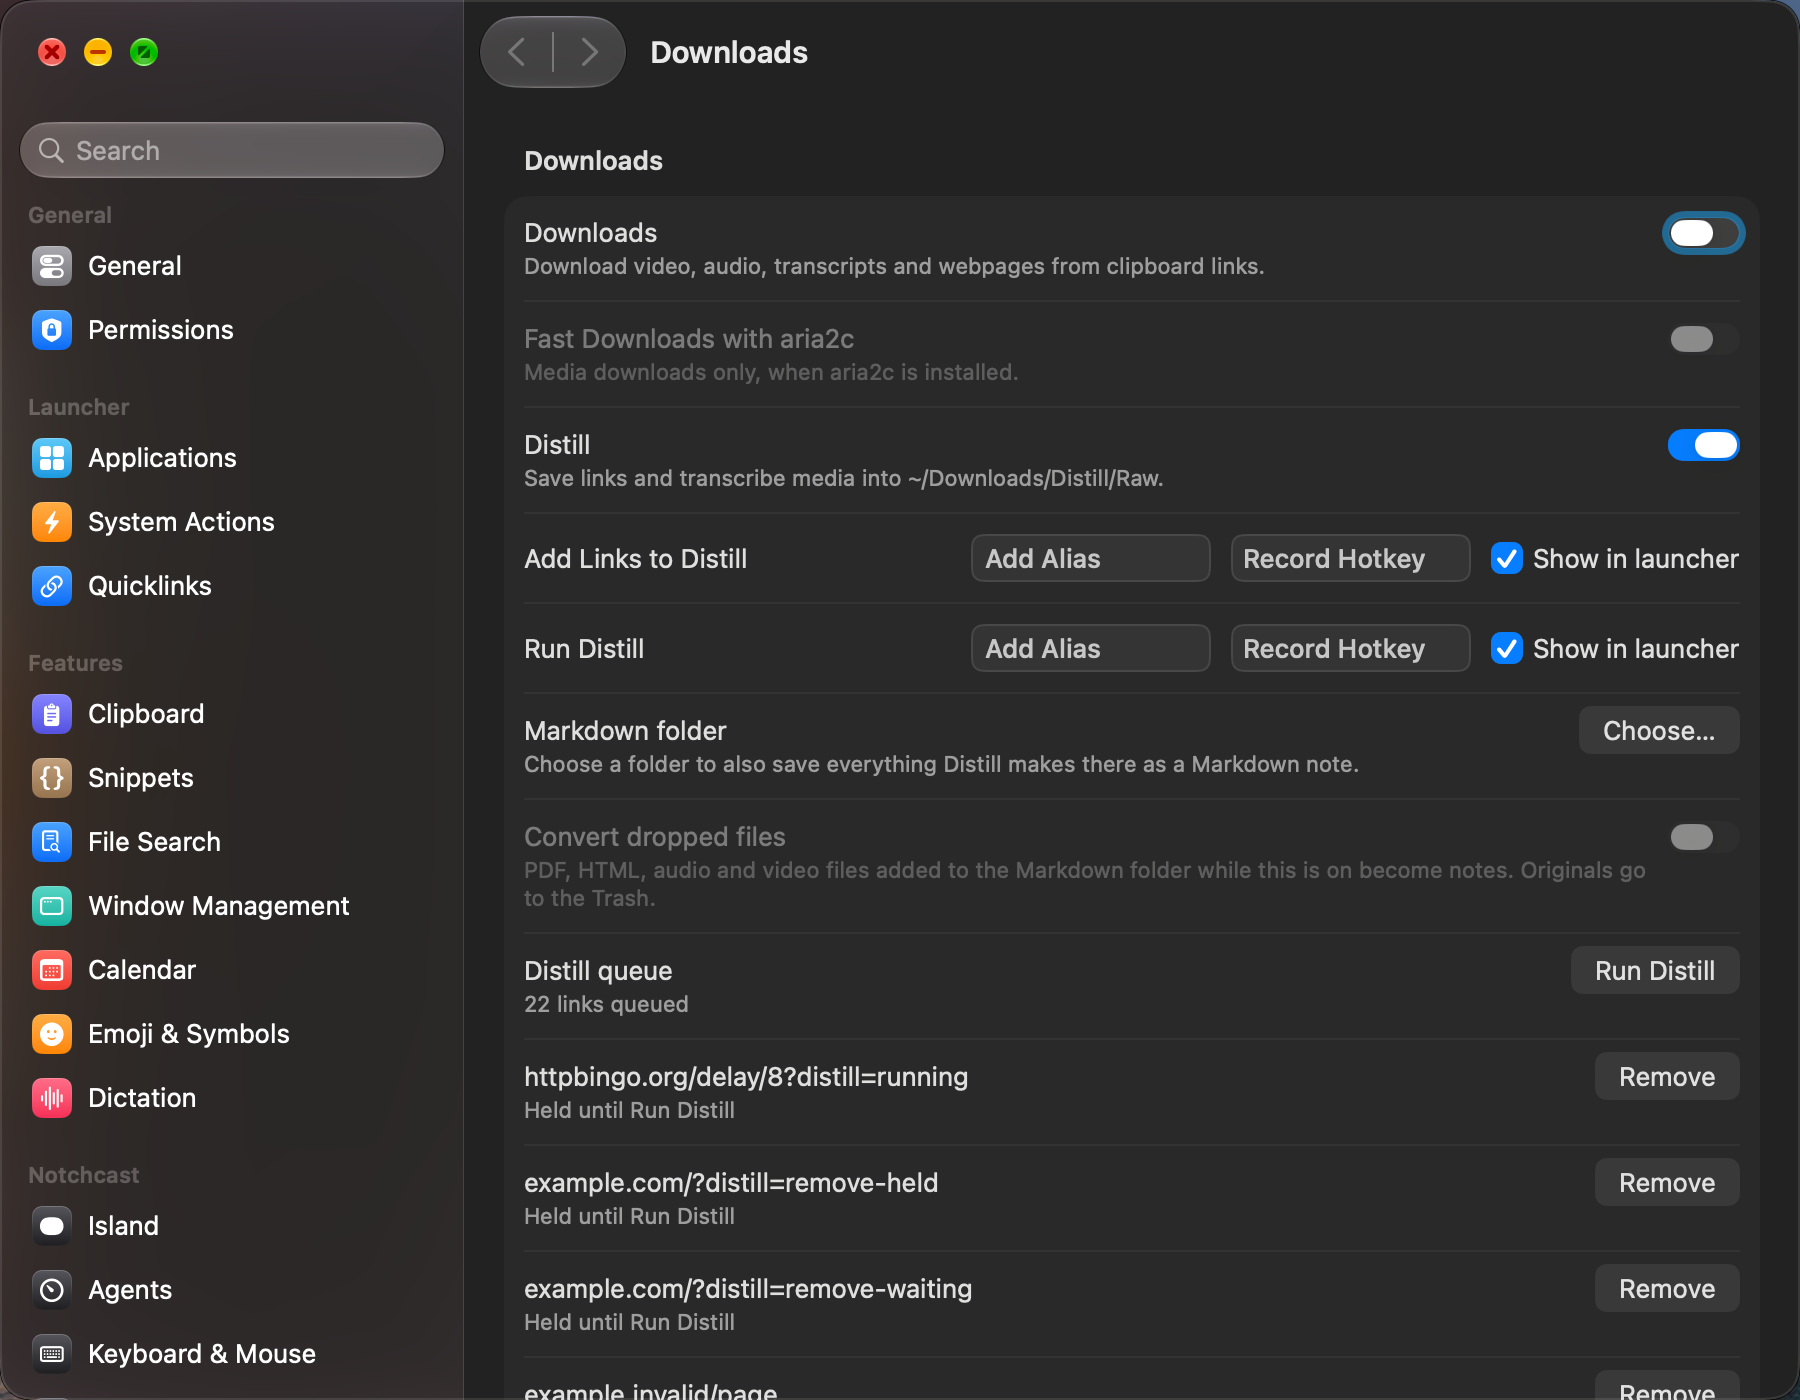 Downloads
Search
General
General
Permissions
Launcher
Applications
System Actions
Quicklinks
Features
Clipboard
Snippets
File Search
Window Management
Calendar
Emoji & Symbols
Dictation
Notchcast
Island
Agents
Keyboard & Mouse
Downloads
Downloads
Download video, audio, transcripts and webpages from clipboard links.
Fast Downloads with aria2c
Media downloads only, when aria2c is installed.
Distill
Save links and transcribe media into ~/Downloads/Distill/Raw.
Add Links to Distill Add Alias Record Hotkey Show in launcher
Run Distill Add Alias Record Hotkey Show in launcher
Markdown folder Choose...
Choose a folder to also save everything Distill makes there as a Markdown note.
Convert dropped files
PDF, HTML, audio and video files added to the Markdown folder while this is on become notes. Originals go
to the Trash.
Distill queue Run Distill
22 links queued
httpbingo.org/delay/8?distill=running Remove
Held until Run Distill
example.com/?distill=remove-held Remove
Held until Run Distill
example.com/?distill=remove-waiting Remove
Held until Run Distill
example.invalid/page Remove